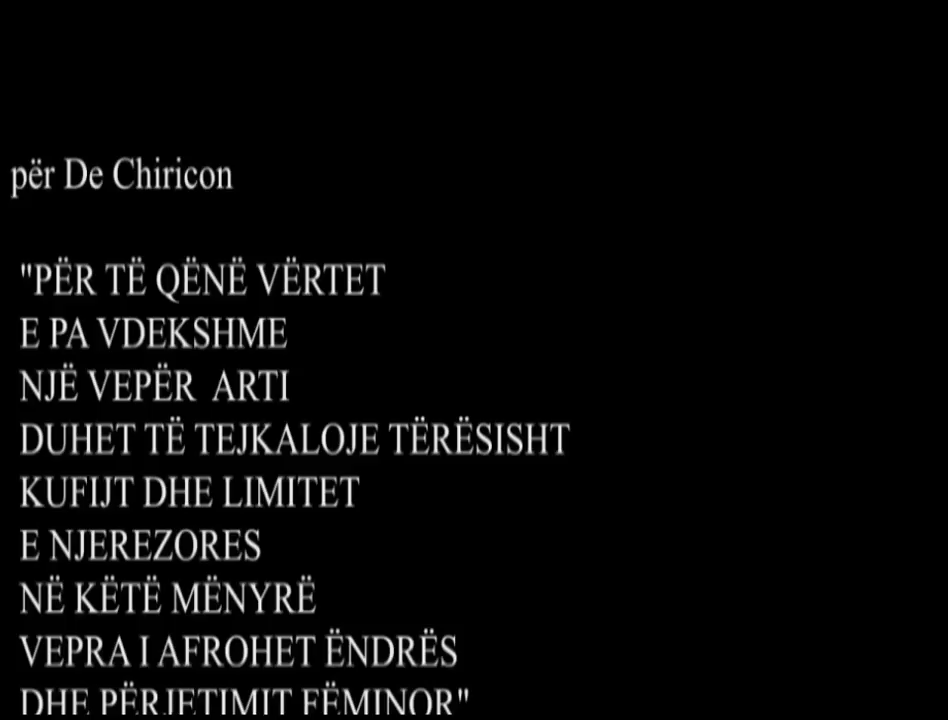 për De Chiricon
"PËR TË QËNË VËRTET
E PA VDEKSHME
NJË VEPËR ARTI
DUHET TË TEJKALOJE TËRËSISHT
KUFIJT DHE LIMITET
E NJEREZORES
NË KËTË MËNYRË
VEPRA I AFROHET ËNDRËS
DHE PËRJETIMIT FËMINOR"